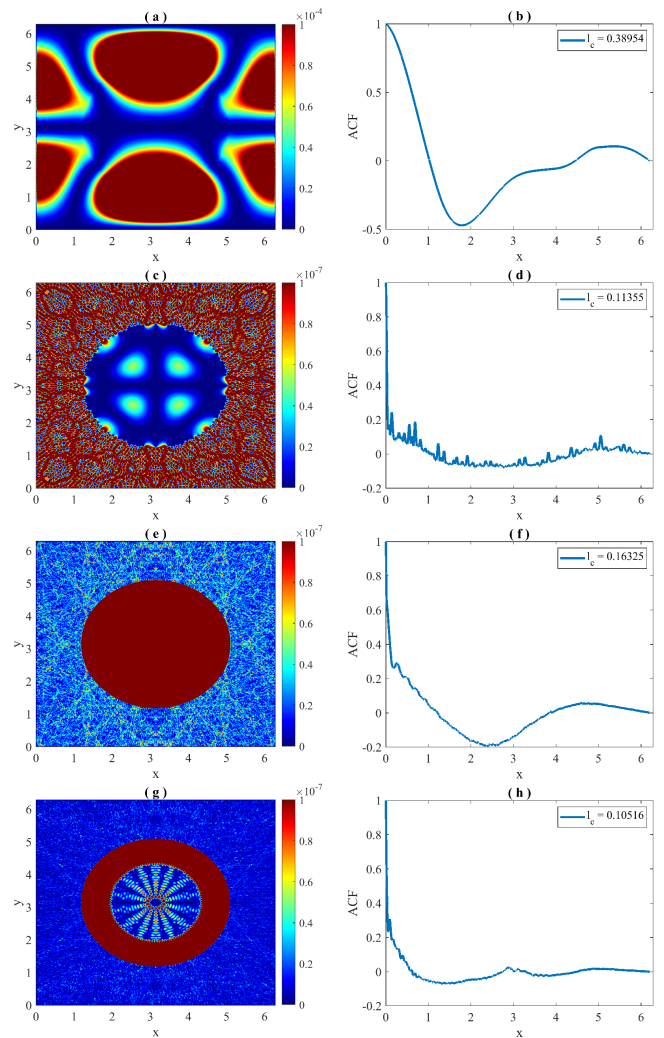 ( a )
×10⁻⁴
y
6
5
4
3
2
1
0
0 1 2 3 4 5 6
x
1
0.8
0.6
0.4
0.2
0
( b )
l_c = 0.38954
ACF
1
0.5
0
-0.5
0 1 2 3 4 5 6
x
( c )
×10⁻⁷
y
6
5
4
3
2
1
0
0 1 2 3 4 5 6
x
1
0.8
0.6
0.4
0.2
0
( d )
l_c = 0.11355
ACF
1
0.8
0.6
0.4
0.2
0
-0.2
0 1 2 3 4 5 6
x
( e )
×10⁻⁷
y
6
5
4
3
2
1
0
0 1 2 3 4 5 6
x
1
0.8
0.6
0.4
0.2
0
( f )
l_c = 0.16325
ACF
1
0.8
0.6
0.4
0.2
0
-0.2
0 1 2 3 4 5 6
x
( g )
×10⁻⁷
y
6
5
4
3
2
1
0
0 1 2 3 4 5 6
x
1
0.8
0.6
0.4
0.2
0
( h )
l_c = 0.10516
ACF
1
0.8
0.6
0.4
0.2
0
-0.2
0 1 2 3 4 5 6
x